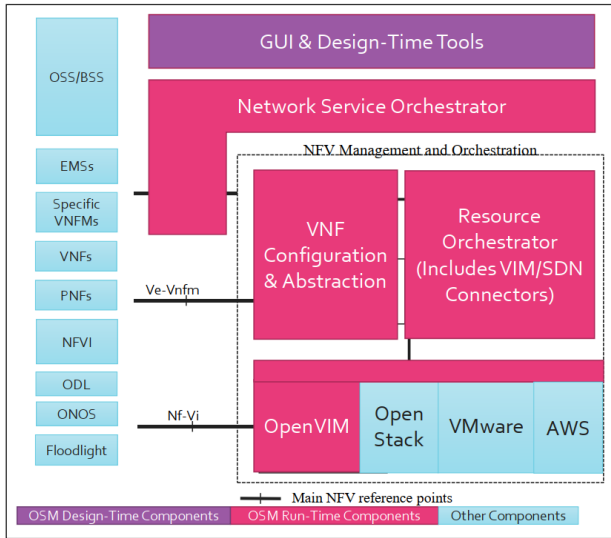 GUI & Design-Time Tools
OSS/BSS
Network Service Orchestrator
NFV Management and Orchestration
EMSs
Specific
VNFMs
VNFs
PNFs
NFVI
ODL
ONOS
Floodlight
VNF
Configuration
& Abstraction
Resource
Orchestrator
(Includes VIM/SDN
Connectors)
Ve-Vnfm
Nf-Vi
OpenVIM
Open
Stack
VMware
AWS
Main NFV reference points
OSM Design-Time Components
OSM Run-Time Components
Other Components